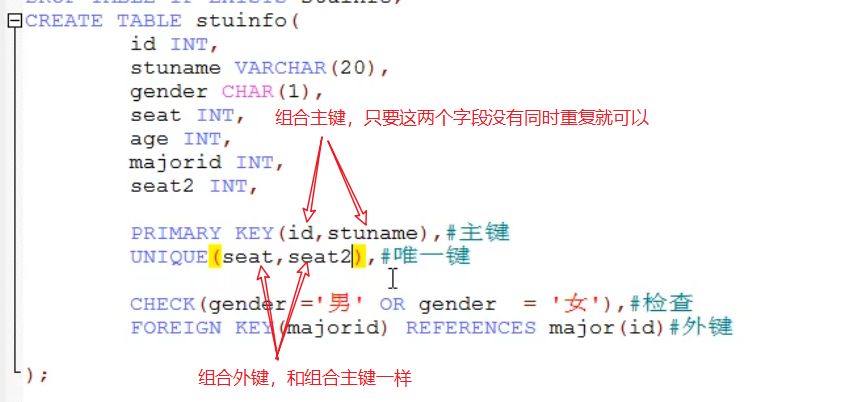 DROP TABLE IF EXISTS stuinfo;
CREATE TABLE stuinfo(
id INT,
stuname VARCHAR(20),
gender CHAR(1),
seat INT,
组合主键，只要这两个字段没有同时重复就可以
age INT,
majorid INT,
seat2 INT,
PRIMARY KEY(id,stuname),#主键
UNIQUE(seat,seat2),#唯一键
CHECK(gender ='男' OR gender = '女'),#检查
FOREIGN KEY(majorid) REFERENCES major(id)#外键
);
组合外键，和组合主键一样